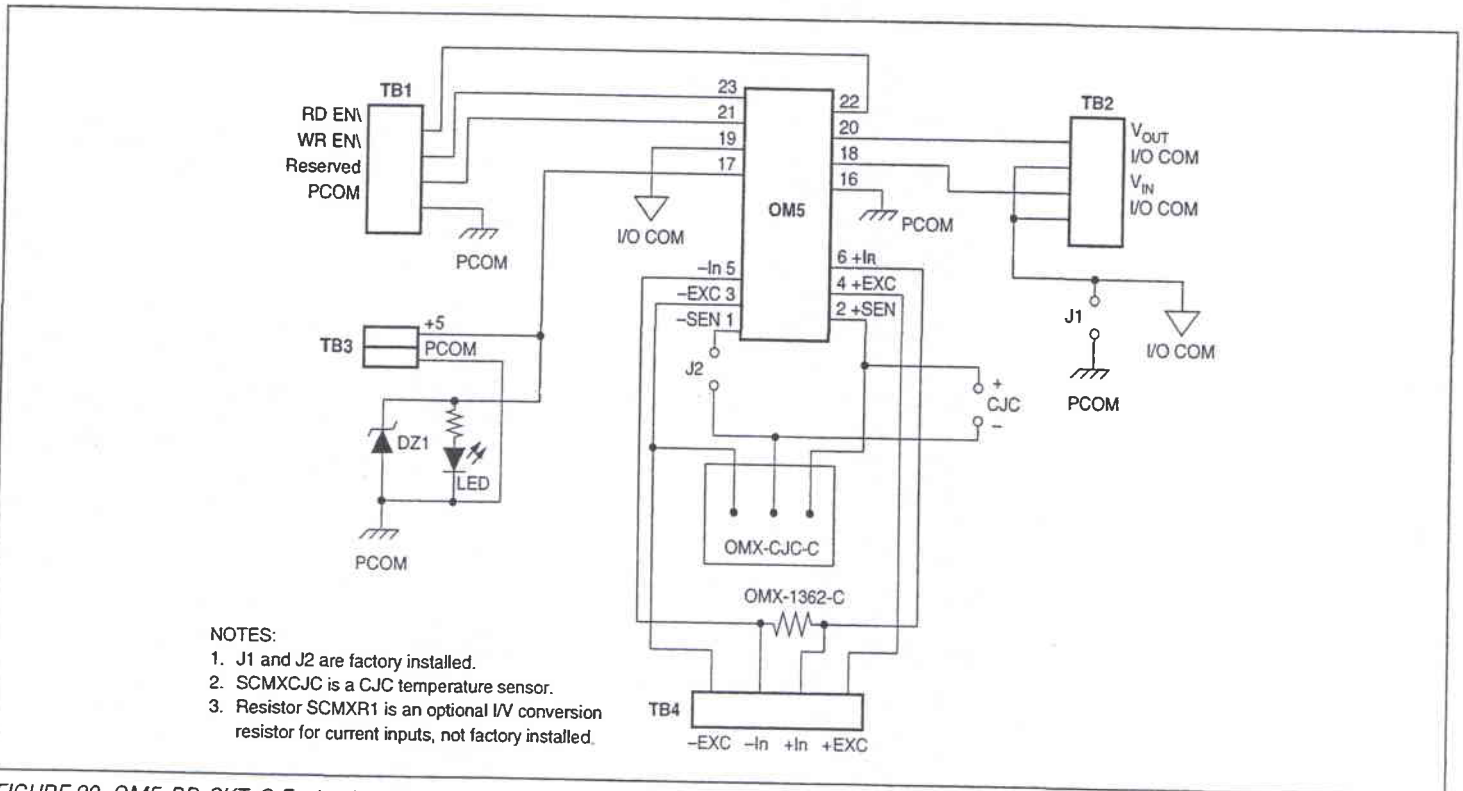 TB1
RD EN\
WR EN\
Reserved
PCOM
PCOM
23
21
19
17
I/O COM
OM5
22
20
18
16
PCOM
TB2
VOUT
I/O COM
VIN
I/O COM
J1
PCOM
I/O COM
–In 5
–EXC 3
–SEN 1
6 +IR
4 +EXC
2 +SEN
TB3
+5
PCOM
DZ1
LED
PCOM
J2
+
CJC
–
OMX-CJC-C
OMX-1362-C
TB4
–EXC –In +In +EXC
NOTES:
1. J1 and J2 are factory installed.
2. SCMXCJC is a CJC temperature sensor.
3. Resistor SCMXR1 is an optional I/V conversion
resistor for current inputs, not factory installed.